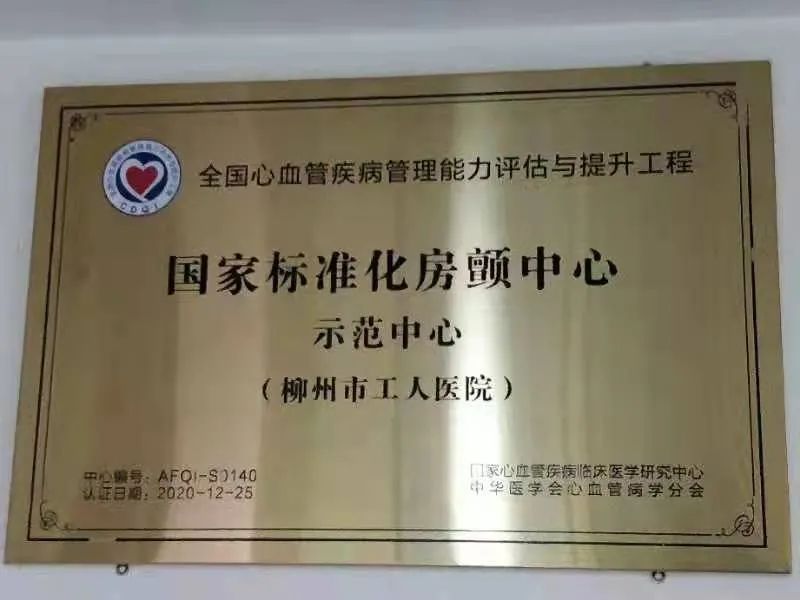 CDQI
全国心血管疾病管理能力评估与提升工程
国家标准化房颤中心
示范中心
（柳州市工人医院）
中心编号：AFQI-S0140
认证日期：2020-12-25
国家心血管疾病临床医学研究中心
中华医学会心血管病学分会